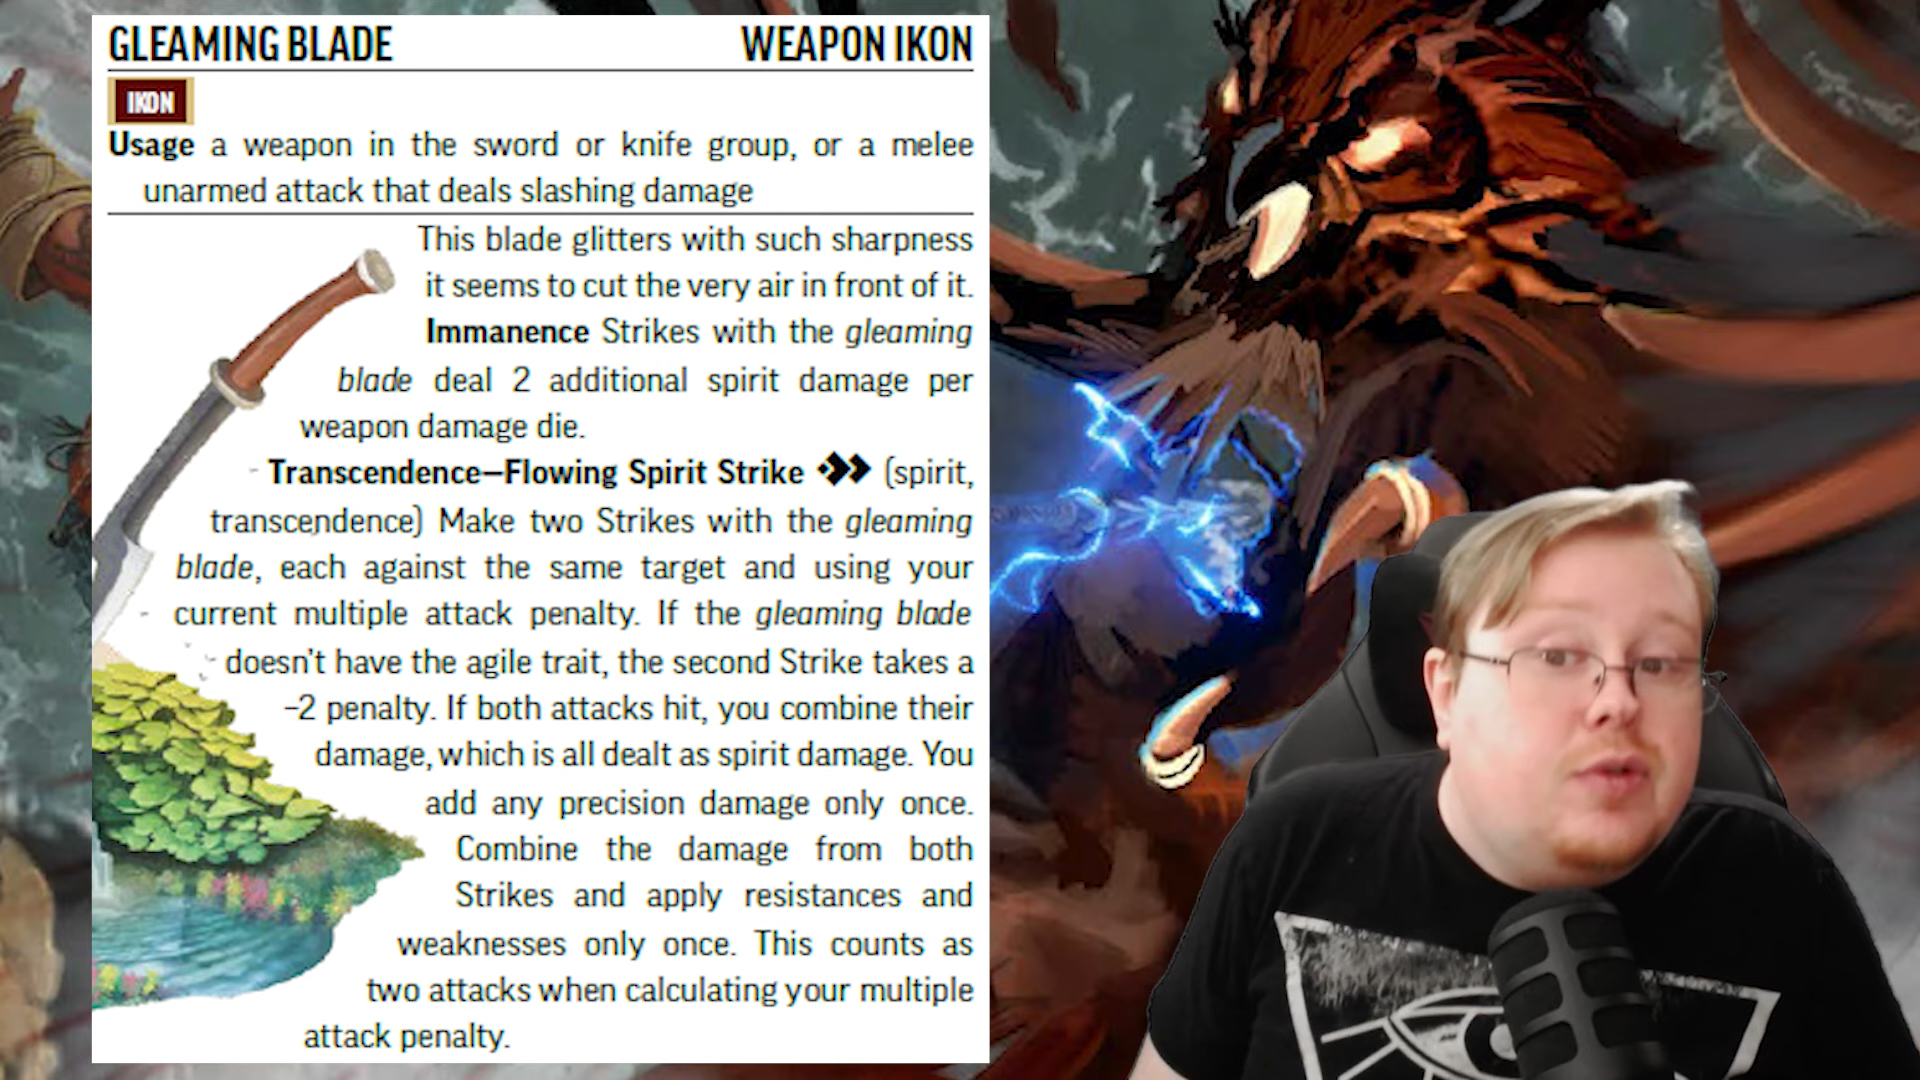 GLEAMING BLADE WEAPON IKON
IKON
Usage a weapon in the sword or knife group, or a melee
unarmed attack that deals slashing damage
This blade glitters with such sharpness
it seems to cut the very air in front of it.
Immanence Strikes with the gleaming
blade deal 2 additional spirit damage per
weapon damage die.
Transcendence—Flowing Spirit Strike (spirit,
transcendence) Make two Strikes with the gleaming
blade, each against the same target and using your
current multiple attack penalty. If the gleaming blade
doesn't have the agile trait, the second Strike takes a
–2 penalty. If both attacks hit, you combine their
damage, which is all dealt as spirit damage. You
add any precision damage only once.
Combine the damage from both
Strikes and apply resistances and
weaknesses only once. This counts as
two attacks when calculating your multiple
attack penalty.